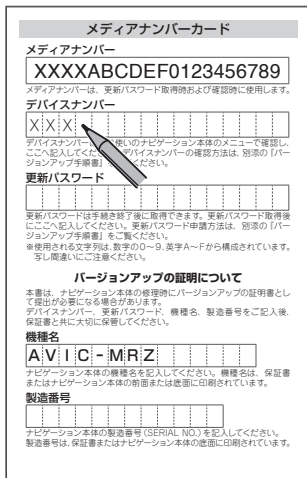 メディアナンバーカード
メディアナンバー
XXXXABCDEF0123456789
メディアナンバーは、更新パスワード取得時および確認時に使用します。
デバイスナンバー
XXX
デバイスナンバー 使いのナビゲーション本体のメニューで確認し、
ここへ記入してくだ デバイスナンバーの確認方法は、別添の『バー
ジョンアップ手順書』を ください。
更新パスワード
更新パスワードは手続き終了後に取得できます。更新パスワード取得後
にここへ記入してください。更新パスワード申請方法は、別添の『バー
ジョンアップ手順書』をご覧ください。
※使用される文字列は、数字の0〜9、英字A〜Fから構成されています。
写し間違いにご注意ください。
バージョンアップの証明について
本書は、ナビゲーション本体の修理時にバージョンアップの証明書とし
て提出が必要になる場合があります。
デバイスナンバー、更新パスワード、機種名、製造番号をご記入後、
保証書と共に大切に保管してください。
機種名
AVIC-MRZ
ナビゲーション本体の機種名を記入してください。機種名は、保証書
またはナビゲーション本体の前面または底面に印刷されています。
製造番号
ナビゲーション本体の製造番号(SERIAL NO.)を記入してください。
製造番号は、保証書またはナビゲーション本体の底面に印刷されています。